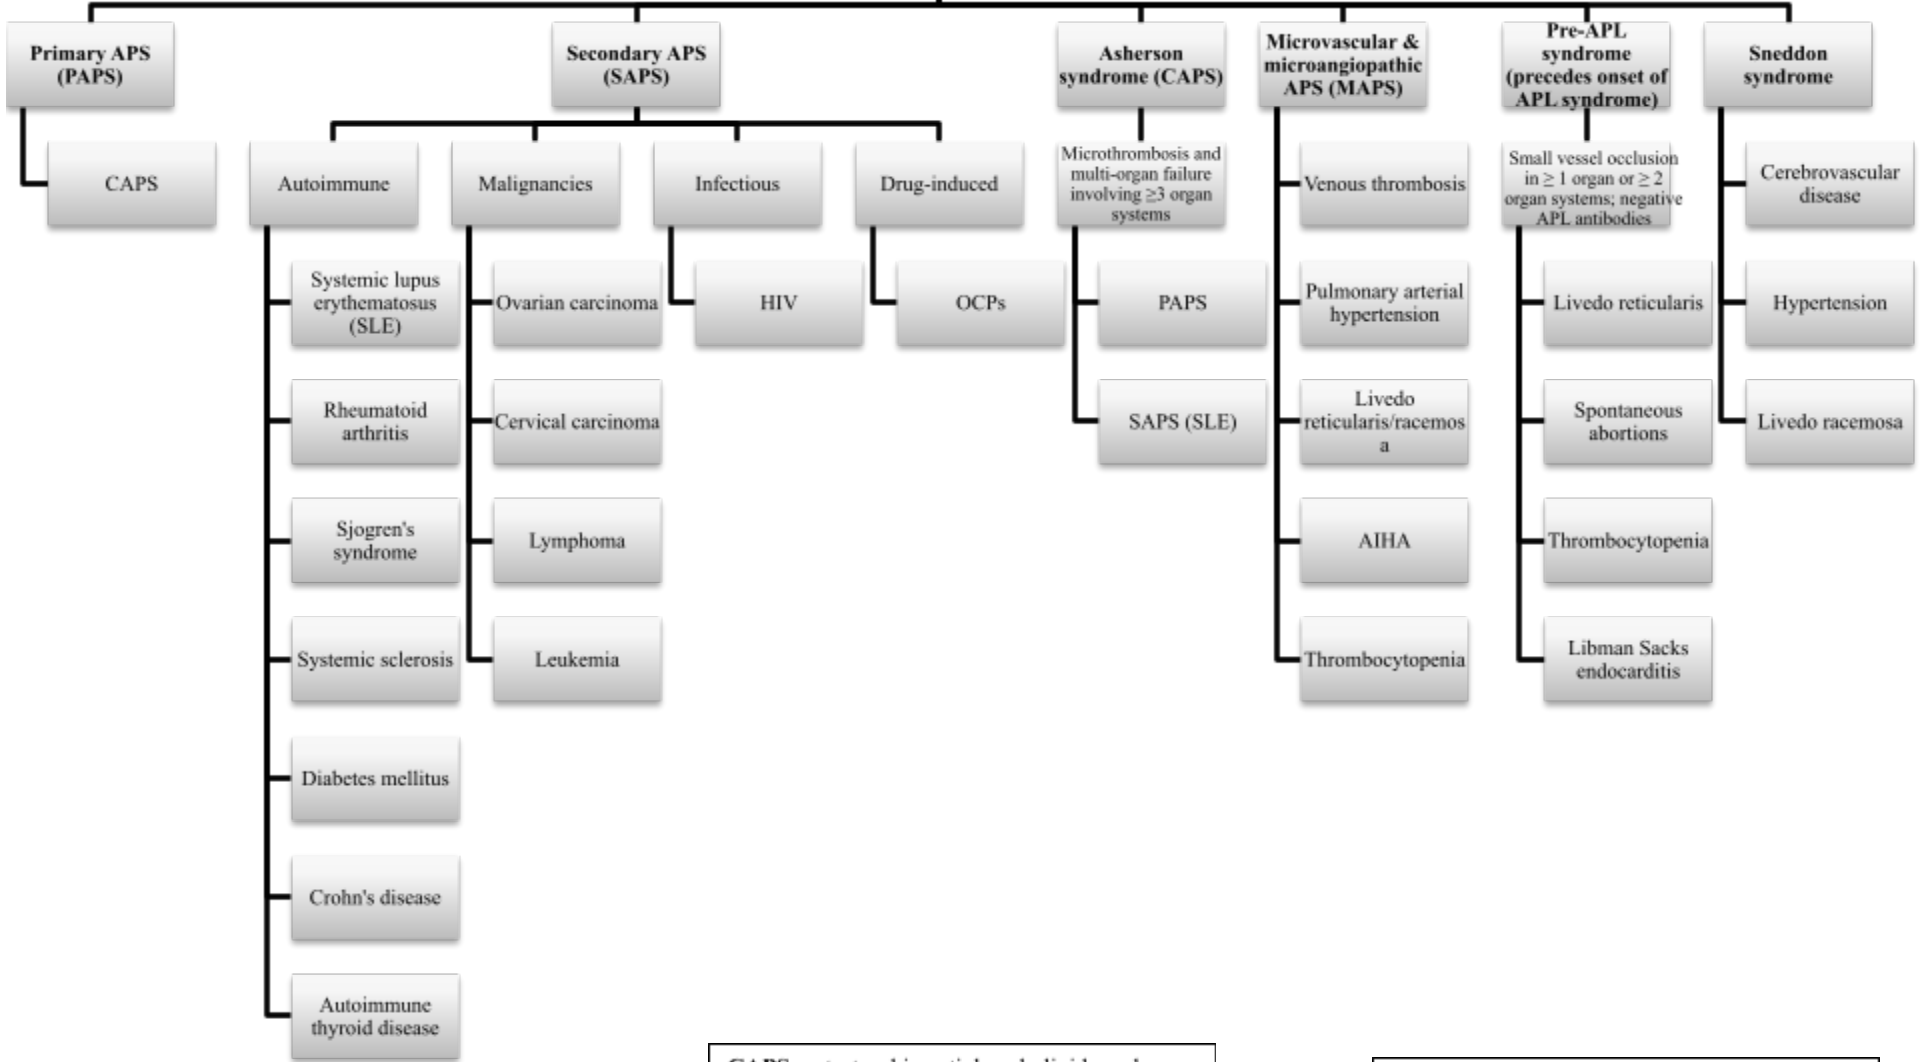 Primary APS
(PAPS)
CAPS
Secondary APS
(SAPS)
Autoimmune
Systemic lupus
erythematosus
(SLE)
Rheumatoid
arthritis
Sjogren's
syndrome
Systemic sclerosis
Diabetes mellitus
Crohn's disease
Autoimmune
thyroid disease
Malignancies
Ovarian carcinoma
Cervical carcinoma
Lymphoma
Leukemia
Infectious
HIV
Drug-induced
OCPs
Asherson
syndrome (CAPS)
Microthrombosis and
multi-organ failure
involving ≥3 organ
systems
PAPS
SAPS (SLE)
Microvascular &
microangiopathic
APS (MAPS)
Venous thrombosis
Pulmonary arterial
hypertension
Livedo
reticularis/racemos
a
AIHA
Thrombocytopenia
Pre-APL
syndrome
(precedes onset of
APL syndrome)
Small vessel occlusion
in ≥ 1 organ or ≥ 2
organ systems; negative
APL antibodies
Livedo reticularis
Spontaneous
abortions
Thrombocytopenia
Libman Sacks
endocarditis
Sneddon
syndrome
Cerebrovascular
disease
Hypertension
Livedo racemosa